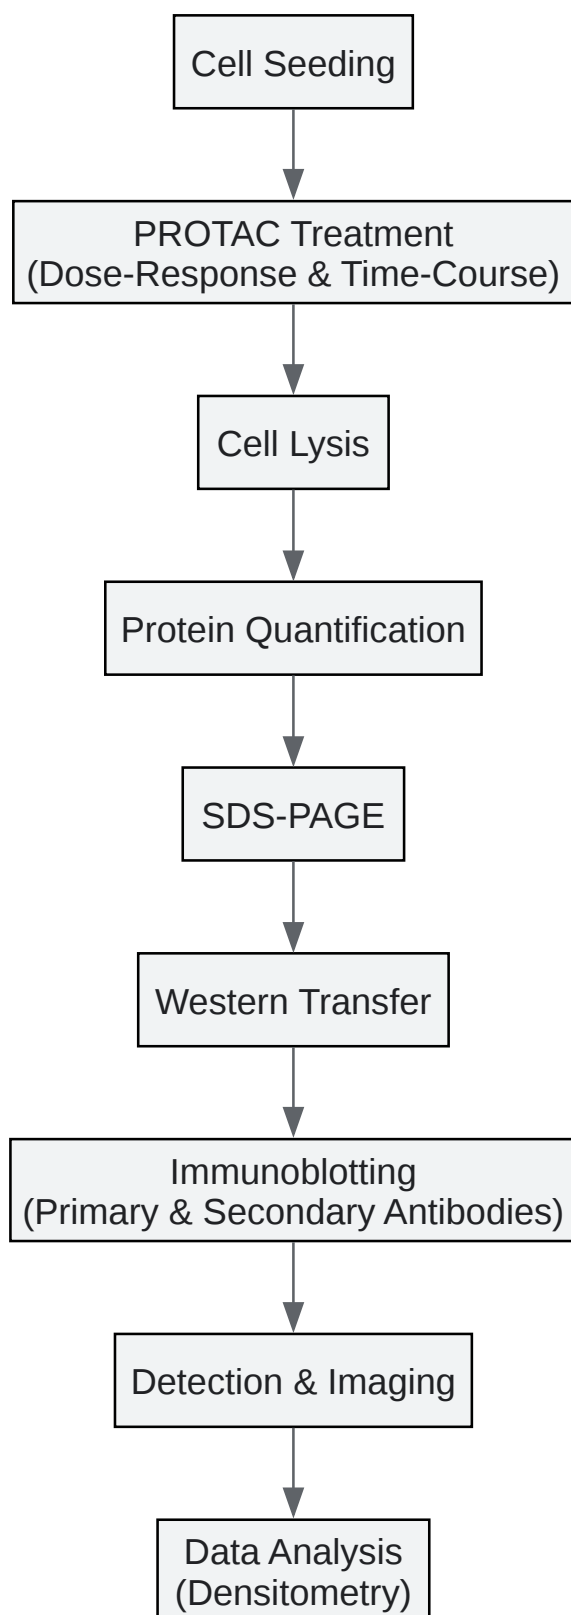 Cell Seeding
PROTAC Treatment
(Dose-Response & Time-Course)
Cell Lysis
Protein Quantification
SDS-PAGE
Western Transfer
Immunoblotting
(Primary & Secondary Antibodies)
Detection & Imaging
Data Analysis
(Densitometry)